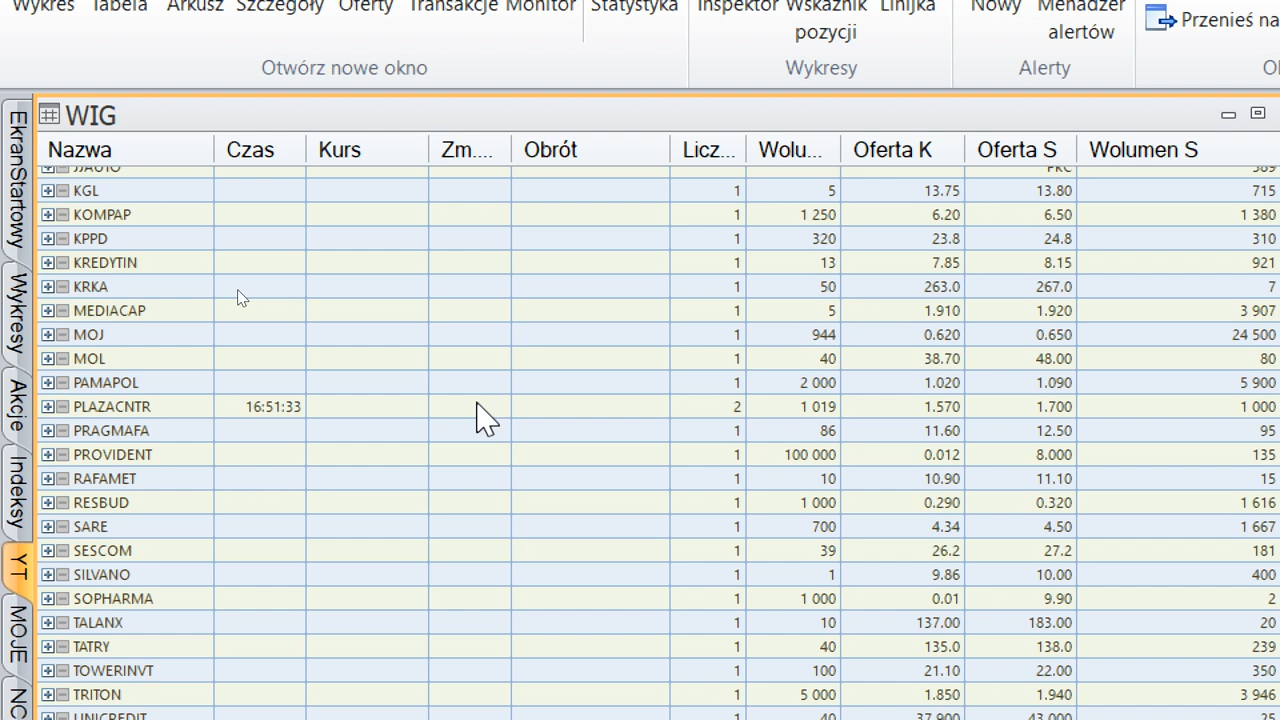 Wykres Tabela Arkusz Szczegóły Oferty Transakcje Monitor Statystyka Inspektor Wskaźnik Linijka Nowy Menadżer
pozycji alertów Przenieś na
Otwórz nowe okno Wykresy Alerty
EkranStartowy
Wykresy
Akcje
Indeksy
YT
MOJE
NC
WIG
Nazwa Czas Kurs Zm.... Obrót Licz... Wolu... Oferta K Oferta S Wolumen S
JJAUTO PKC 389
KGL 1 5 13.75 13.80 715
KOMPAP 1 1 250 6.20 6.50 1 380
KPPD 1 320 23.8 24.8 310
KREDYTIN 1 13 7.85 8.15 921
KRKA 1 50 263.0 267.0 7
MEDIACAP 1 5 1.910 1.920 3 907
MOJ 1 944 0.620 0.650 24 500
MOL 1 40 38.70 48.00 80
PAMAPOL 1 2 000 1.020 1.090 5 900
PLAZACNTR 16:51:33 2 1 019 1.570 1.700 1 000
PRAGMAFA 1 86 11.60 12.50 95
PROVIDENT 1 100 000 0.012 8.000 135
RAFAMET 1 10 10.90 11.10 15
RESBUD 1 1 000 0.290 0.320 1 616
SARE 1 700 4.34 4.50 1 667
SESCOM 1 39 26.2 27.2 181
SILVANO 1 1 9.86 10.00 400
SOPHARMA 1 1 000 0.01 9.90 2
TALANX 1 10 137.00 183.00 20
TATRY 1 40 135.0 138.0 239
TOWERINVT 1 100 21.10 22.00 350
TRITON 1 5 000 1.850 1.940 3 946
UNICREDIT 1 40 37.900 43.000 25